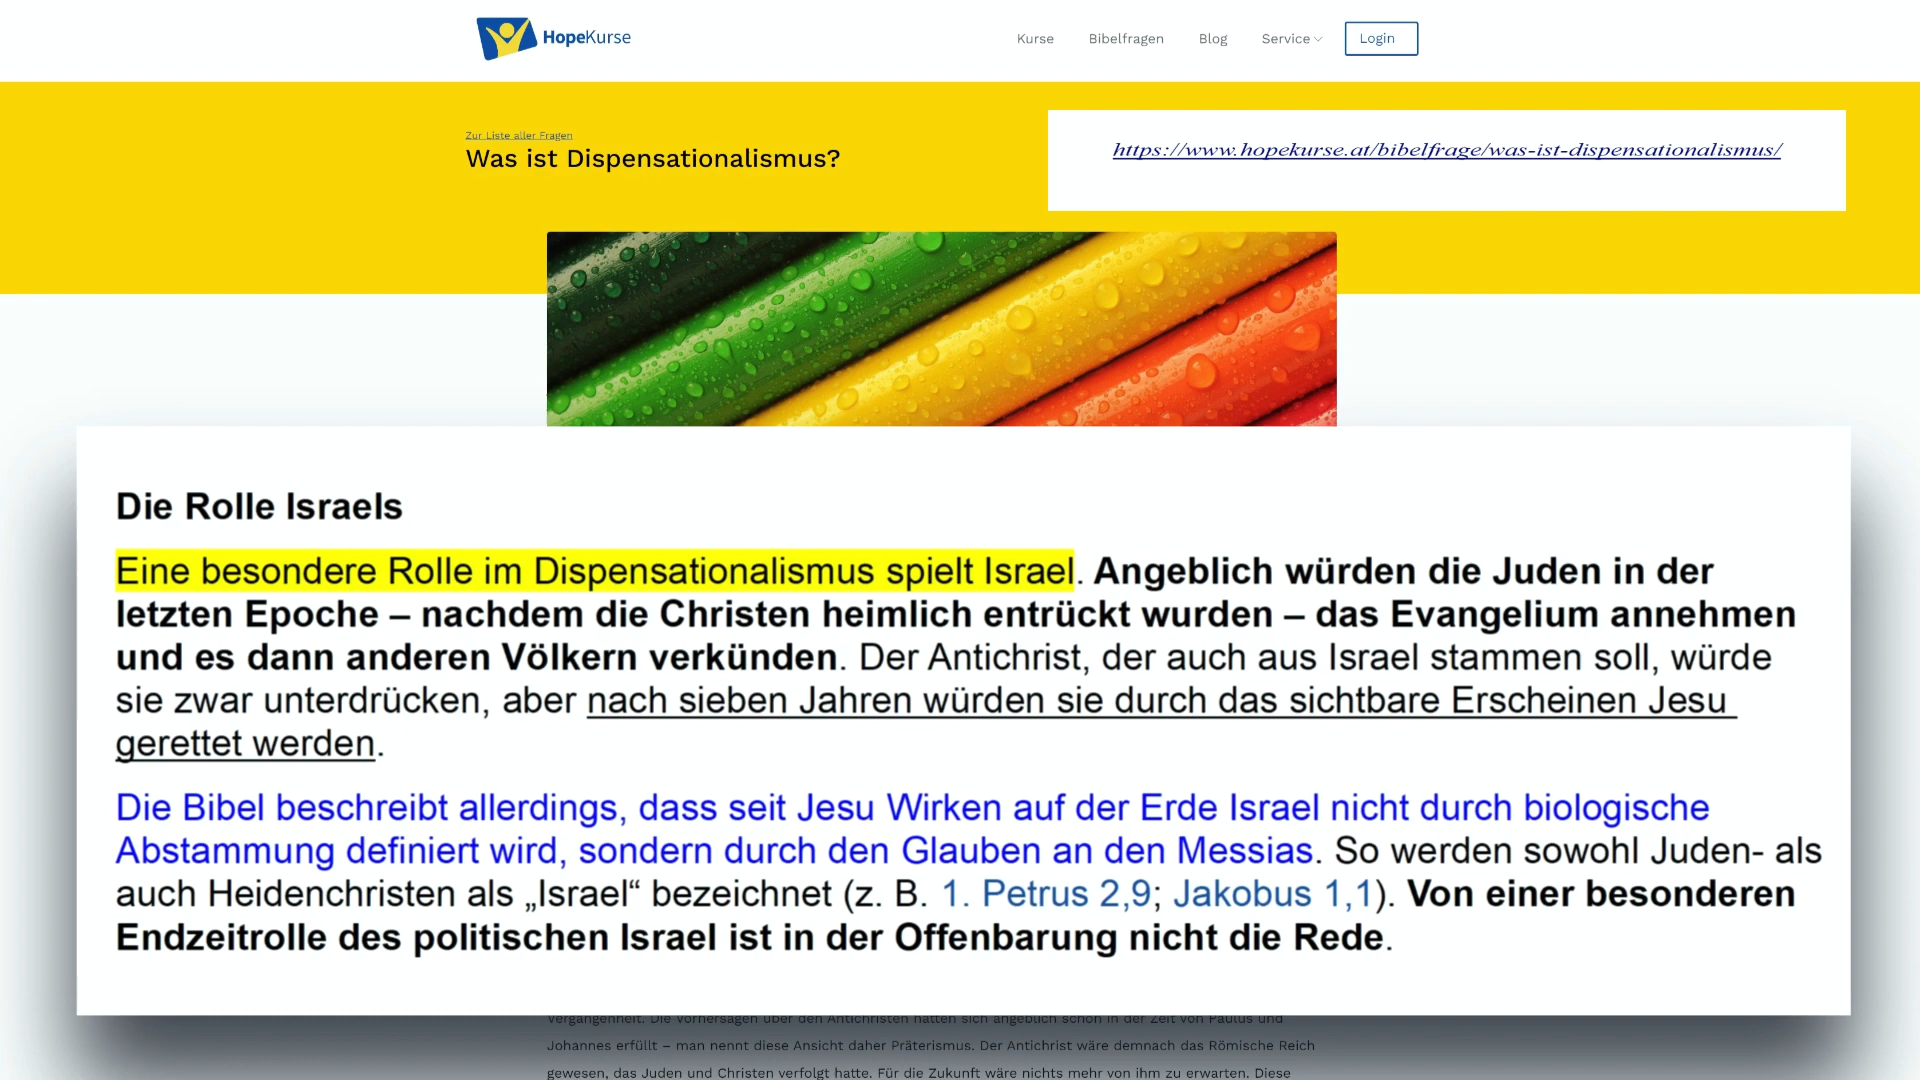 HopeKurse
Kurse Bibelfragen Blog Service Login
Zur Liste aller Fragen
Was ist Dispensationalismus?
https://www.hopekurse.at/bibelfrage/was-ist-dispensationalismus/
Die Rolle Israels
Eine besondere Rolle im Dispensationalismus spielt Israel. Angeblich würden die Juden in der
letzten Epoche – nachdem die Christen heimlich entrückt wurden – das Evangelium annehmen
und es dann anderen Völkern verkünden. Der Antichrist, der auch aus Israel stammen soll, würde
sie zwar unterdrücken, aber nach sieben Jahren würden sie durch das sichtbare Erscheinen Jesu
gerettet werden.
Die Bibel beschreibt allerdings, dass seit Jesu Wirken auf der Erde Israel nicht durch biologische
Abstammung definiert wird, sondern durch den Glauben an den Messias. So werden sowohl Juden- als
auch Heidenchristen als „Israel“ bezeichnet (z. B. 1. Petrus 2,9; Jakobus 1,1). Von einer besonderen
Endzeitrolle des politischen Israel ist in der Offenbarung nicht die Rede.
Vergangenheit. Die Vorhersagen über den Antichristen hätten sich angeblich schon in der Zeit von Paulus und
Johannes erfüllt – man nennt diese Ansicht daher Präterismus. Der Antichrist wäre demnach das Römische Reich
gewesen, das Juden und Christen verfolgt hatte. Für die Zukunft wäre nichts mehr von ihm zu erwarten. Diese